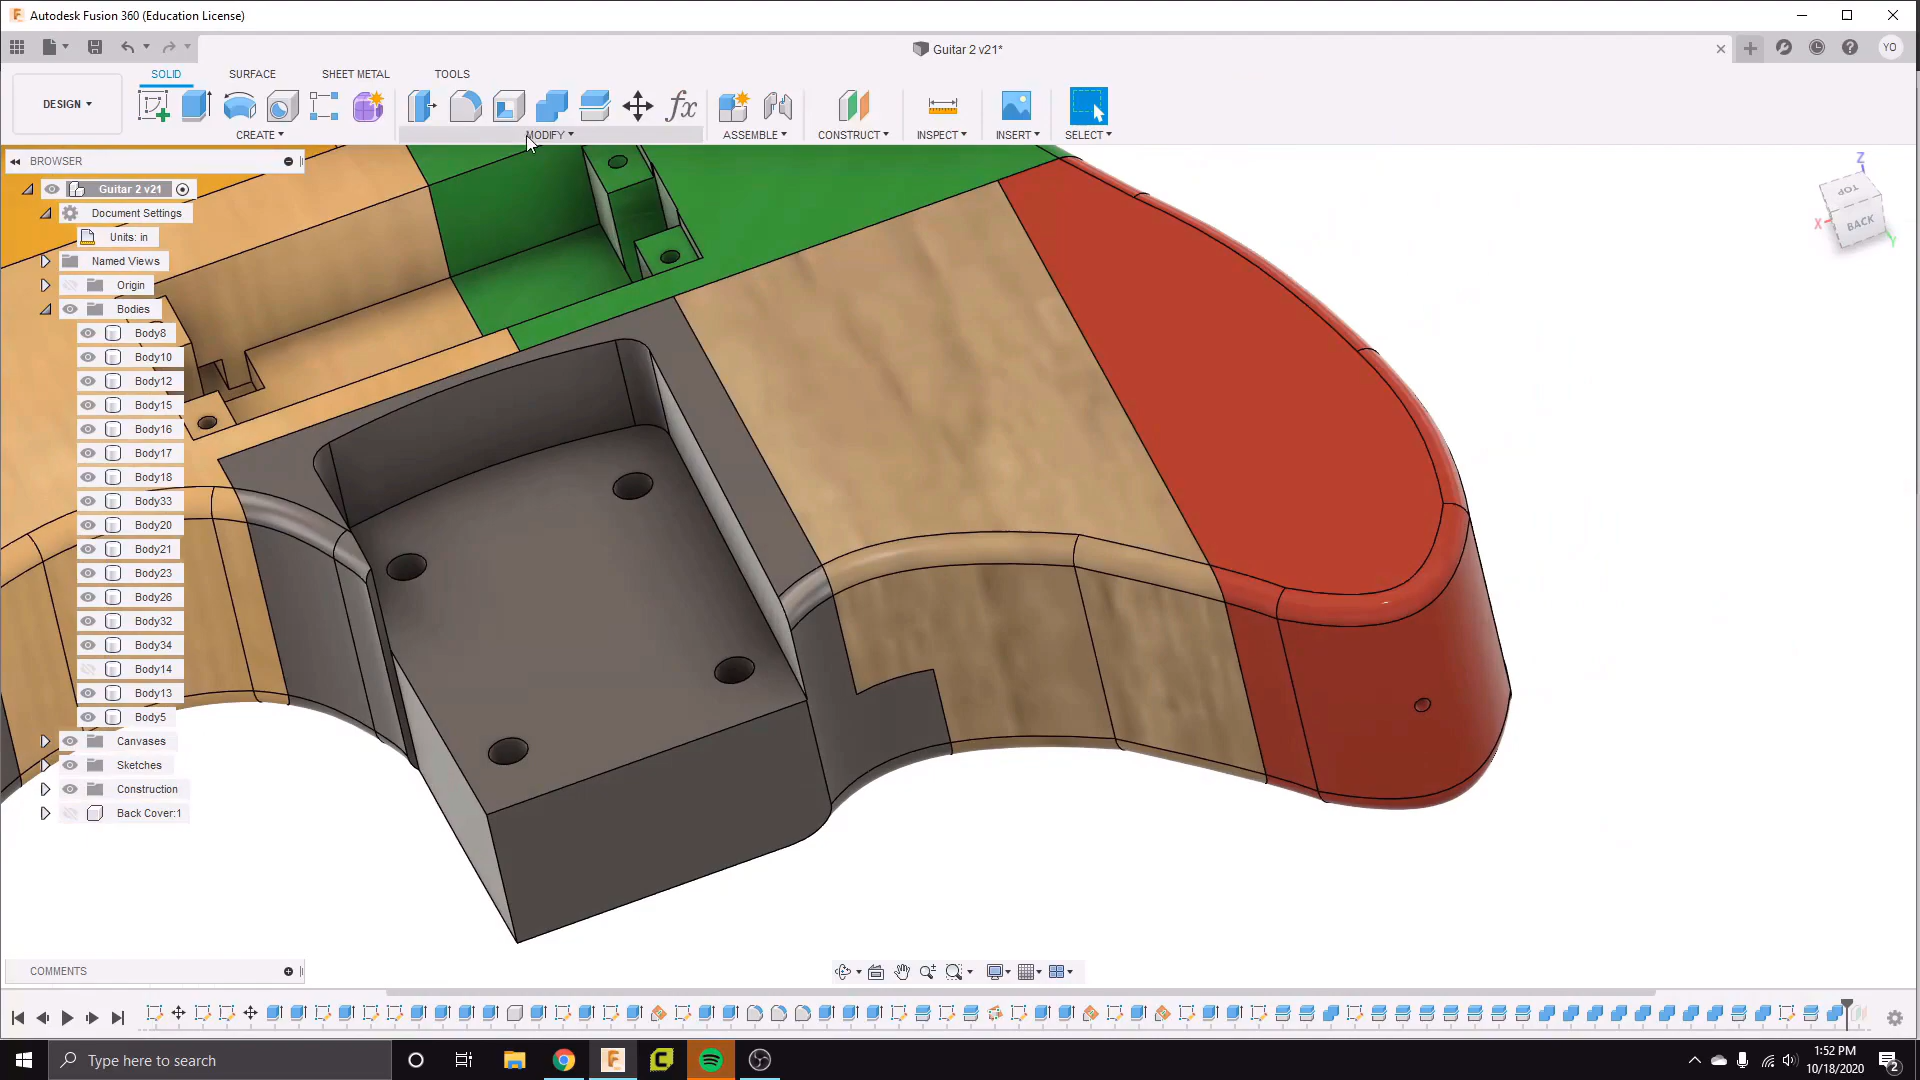 Autodesk Fusion 360 (Education License)
Guitar 2 v21*
YO
SOLID SURFACE SHEET METAL TOOLS
DESIGN
CREATE MODIFY ASSEMBLE CONSTRUCT INSPECT INSERT SELECT
BROWSER
Guitar 2 v21
Document Settings
Units: in
Named Views
Origin
Bodies
Body8
Body10
Body12
Body15
Body16
Body17
Body18
Body33
Body20
Body21
Body23
Body26
Body32
Body34
Body14
Body13
Body5
Canvases
Sketches
Construction
Back Cover:1
Z
TOP
X
BACK
Y
COMMENTS
Type here to search
1:52 PM
10/18/2020
2